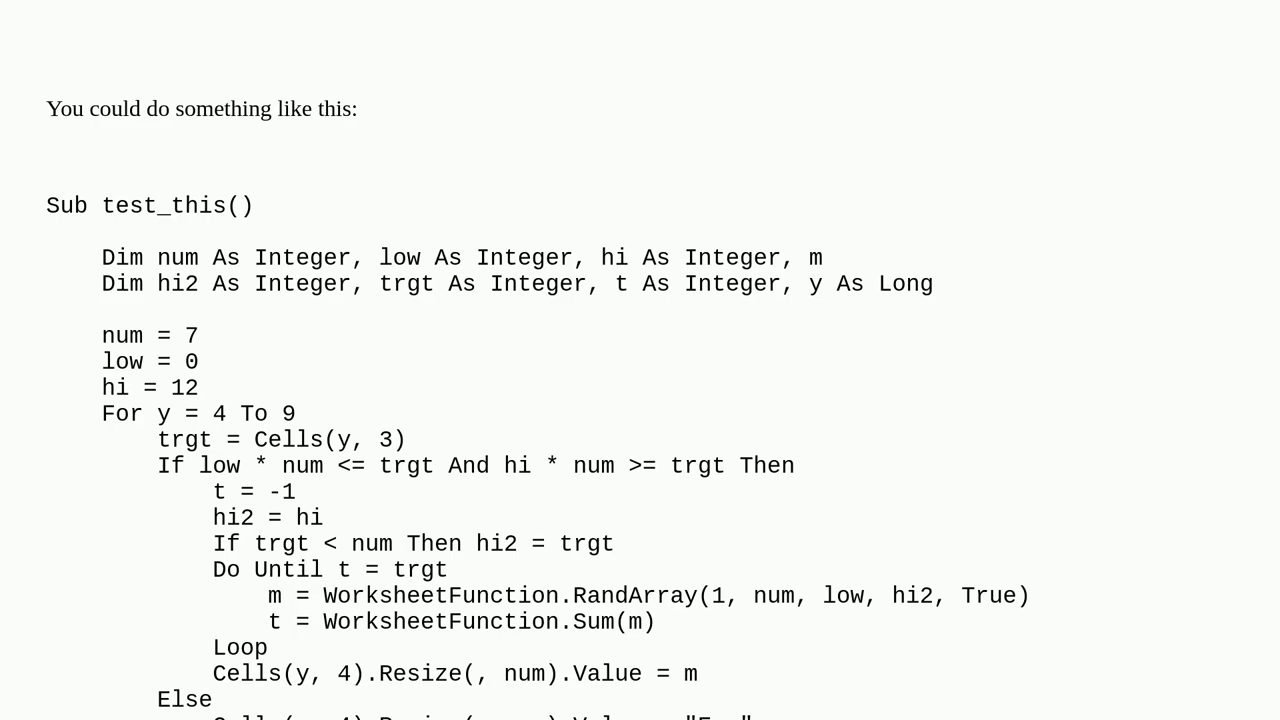 You could do something like this:
Sub test_this()
Dim num As Integer, low As Integer, hi As Integer, m
Dim hi2 As Integer, trgt As Integer, t As Integer, y As Long
num = 7
low = 0
hi = 12
For y = 4 To 9
trgt = Cells(y, 3)
If low * num <= trgt And hi * num >= trgt Then
t = -1
hi2 = hi
If trgt < num Then hi2 = trgt
Do Until t = trgt
m = WorksheetFunction.RandArray(1, num, low, hi2, True)
t = WorksheetFunction.Sum(m)
Loop
Cells(y, 4).Resize(, num).Value = m
Else